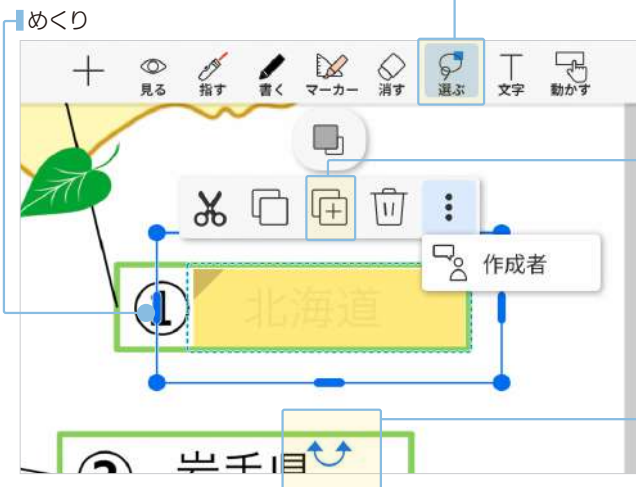 めくり
見る 指す 書く マーカー 消す 選ぶ 文字 動かす
作成者
① 北海道
② 岩手県